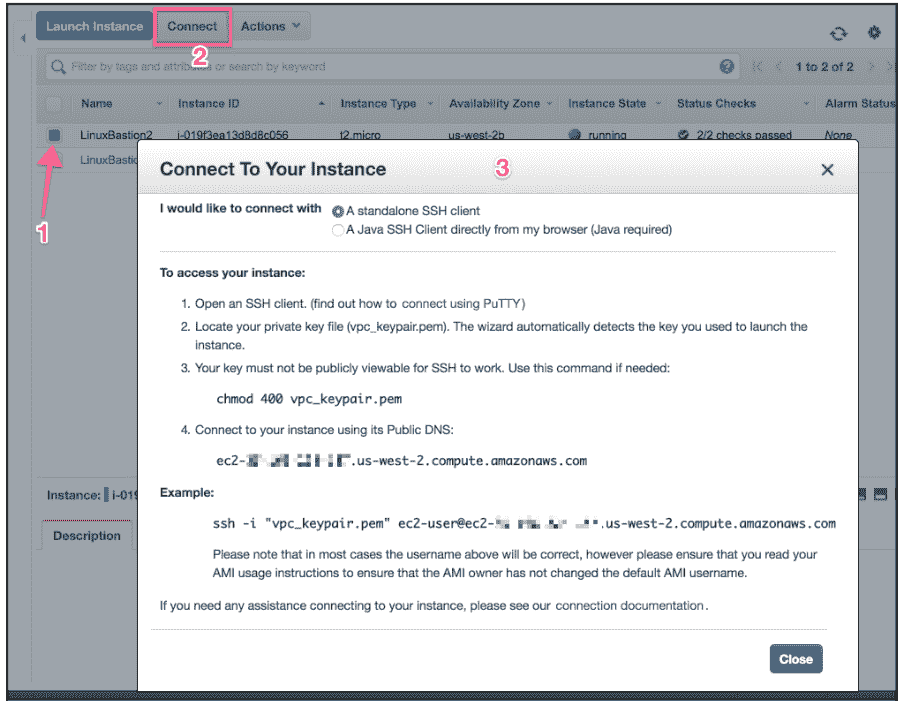 Launch Instance Connect Actions
2
Filter by tags and attributes or search by keyword 1 to 2 of 2
Name Instance ID Instance Type Availability Zone Instance State Status Checks Alarm Status
LinuxBastion2 i-019f3ea13d8d8c056 t2.micro us-west-2b running 2/2 checks passed None
LinuxBastio
Connect To Your Instance 3
1
I would like to connect with A standalone SSH client
A Java SSH Client directly from my browser (Java required)
To access your instance:
1. Open an SSH client. (find out how to connect using PuTTY)
2. Locate your private key file (vpc_keypair.pem). The wizard automatically detects the key you used to launch the
instance.
3. Your key must not be publicly viewable for SSH to work. Use this command if needed:
chmod 400 vpc_keypair.pem
4. Connect to your instance using its Public DNS:
ec2- .us-west-2.compute.amazonaws.com
Example:
Instance: i-019
ssh -i "vpc_keypair.pem" ec2-user@ec2- .us-west-2.compute.amazonaws.com
Description
Please note that in most cases the username above will be correct, however please ensure that you read your
AMI usage instructions to ensure that the AMI owner has not changed the default AMI username.
If you need any assistance connecting to your instance, please see our connection documentation.
Close